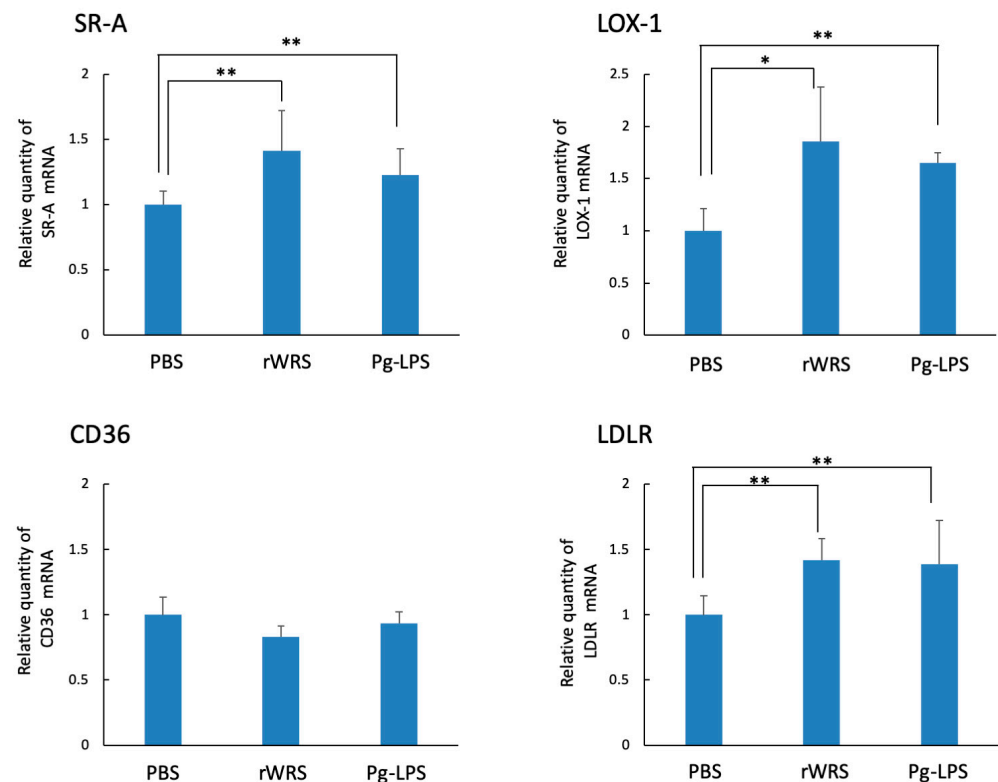 SR-A
**
**
2
1.5
1
0.5
0
Relative quantity of
SR-A mRNA
PBS rWRS Pg-LPS
LOX-1
**
*
2.5
2
1.5
1
0.5
0
Relative quantity of
LOX-1 mRNA
PBS rWRS Pg-LPS
CD36
2
1.5
1
0.5
0
Relative quantity of
CD36 mRNA
PBS rWRS Pg-LPS
LDLR
**
**
2
1.5
1
0.5
0
Relative quantity of
LDLR mRNA
PBS rWRS Pg-LPS